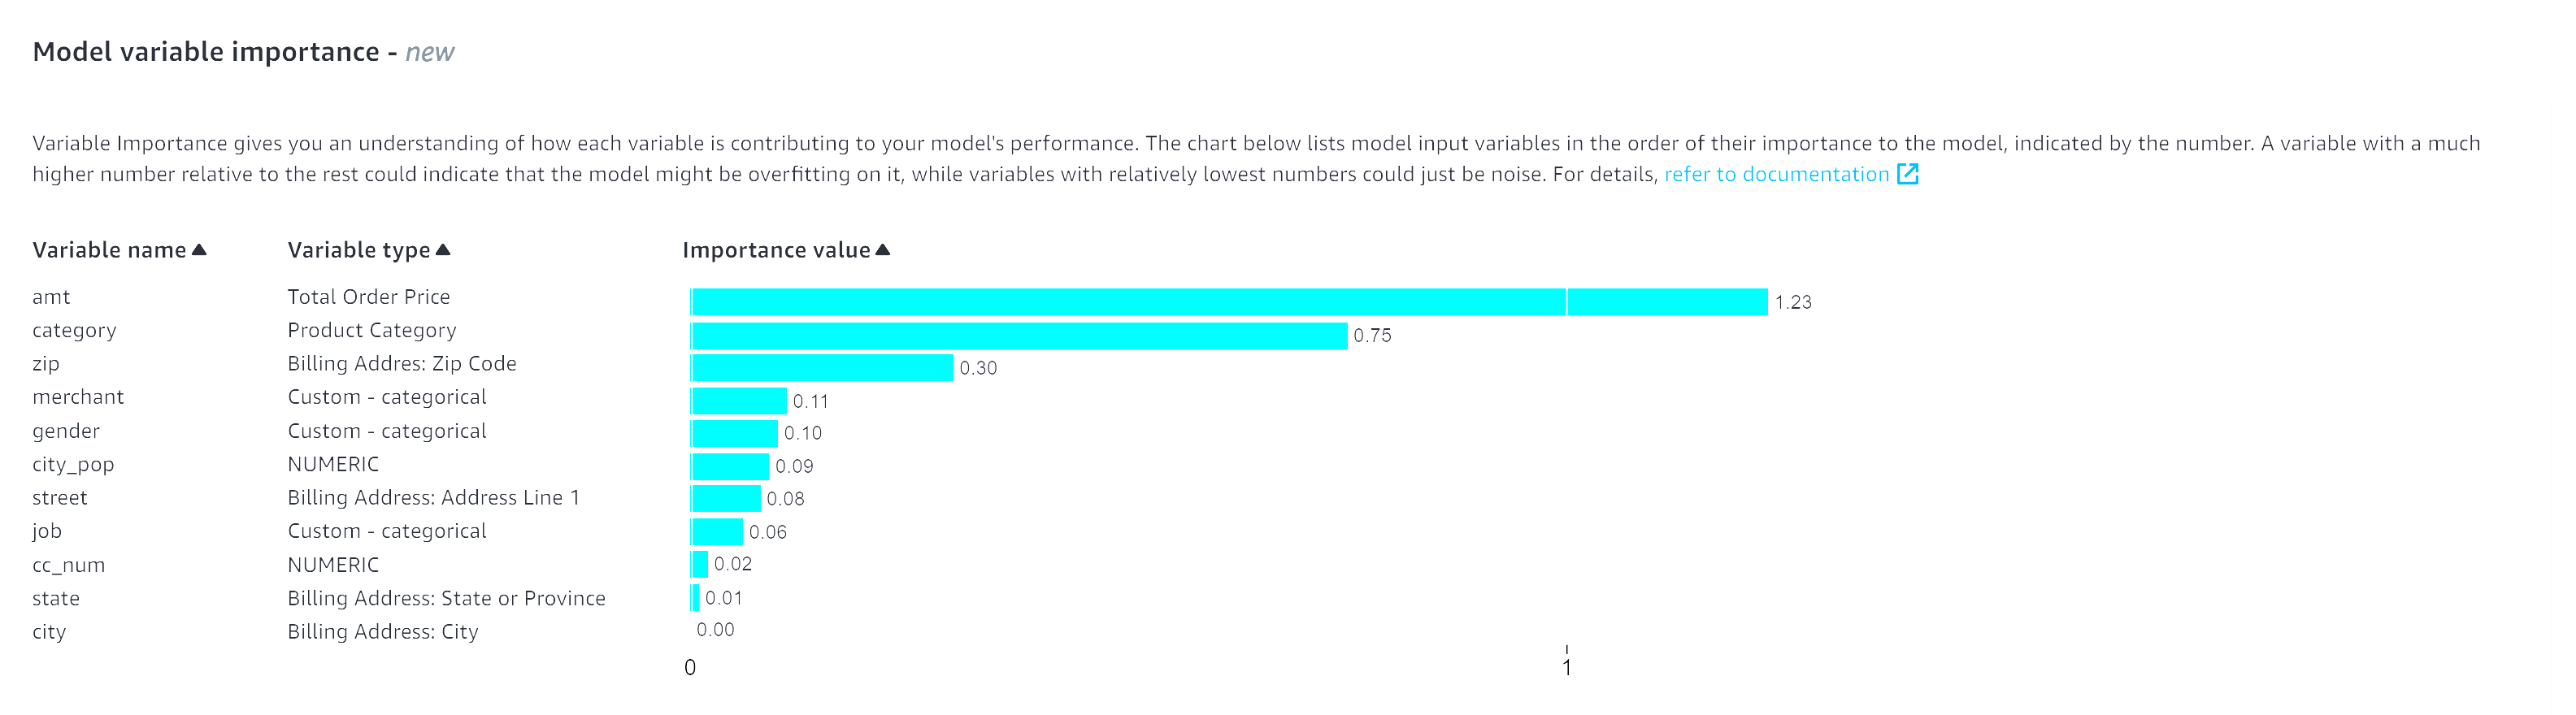 Model variable importance - new
Variable Importance gives you an understanding of how each variable is contributing to your model's performance. The chart below lists model input variables in the order of their importance to the model, indicated by the number. A variable with a much
higher number relative to the rest could indicate that the model might be overfitting on it, while variables with relatively lowest numbers could just be noise. For details, refer to documentation
Variable name Variable type Importance value
amt Total Order Price 1.23
category Product Category 0.75
zip Billing Addres: Zip Code 0.30
merchant Custom - categorical 0.11
gender Custom - categorical 0.10
city_pop NUMERIC 0.09
street Billing Address: Address Line 1 0.08
job Custom - categorical 0.06
cc_num NUMERIC 0.02
state Billing Address: State or Province 0.01
city Billing Address: City 0.00
0 1